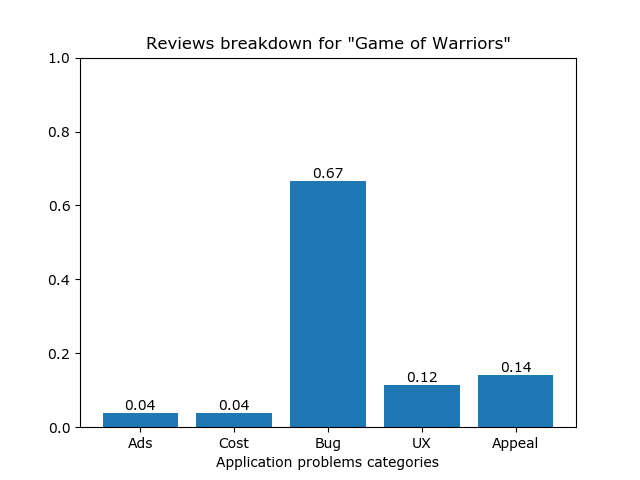 Reviews breakdown for "Game of Warriors"
1.0
0.8
0.67
0.6
0.4
0.2
0.04 0.04 0.12 0.14
0.0
Ads Cost Bug UX Appeal
Application problems categories